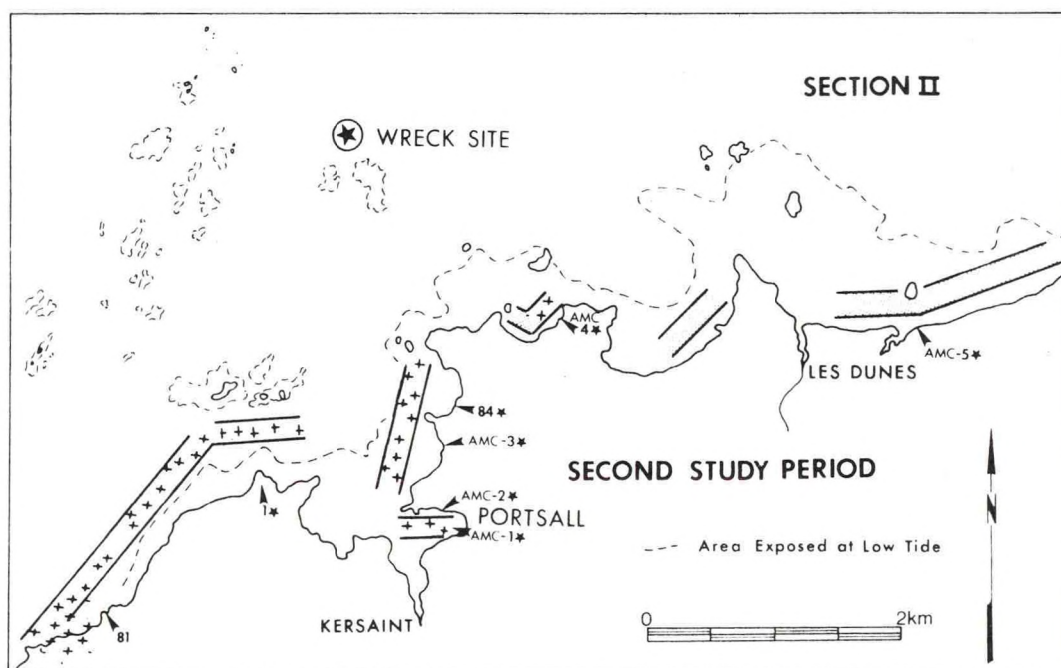 SECTION II
WRECK SITE
AMC
4★
AMC-5★
LES DUNES
84★
AMC-3★
SECOND STUDY PERIOD
AMC-2★
PORTSALL
AMC-1★
1★
N
Area Exposed at Low Tide
0 2km
81
KERSAINT